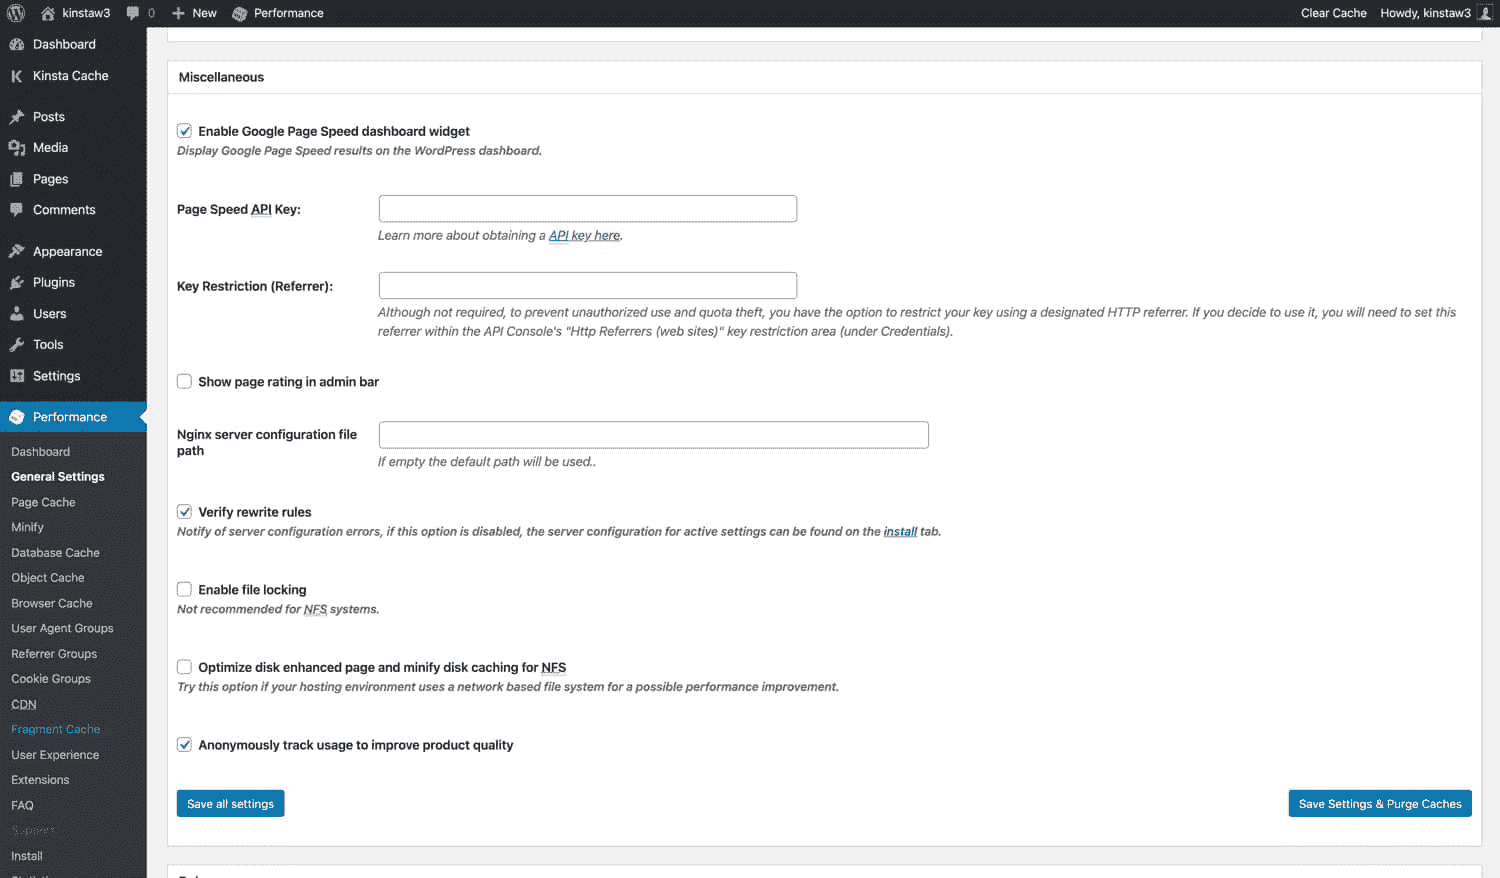 kinstaw3 0 New Performance Clear Cache Howdy, kinstaw3
Dashboard
Kinsta Cache
Posts
Media
Pages
Comments
Appearance
Plugins
Users
Tools
Settings
Performance
Dashboard
General Settings
Page Cache
Minify
Database Cache
Object Cache
Browser Cache
User Agent Groups
Referrer Groups
Cookie Groups
CDN
Fragment Cache
User Experience
Extensions
FAQ
Support
Install
Miscellaneous
Enable Google Page Speed dashboard widget
Display Google Page Speed results on the WordPress dashboard.
Page Speed API Key:
Learn more about obtaining a API key here.
Key Restriction (Referrer):
Although not required, to prevent unauthorized use and quota theft, you have the option to restrict your key using a designated HTTP referrer. If you decide to use it, you will need to set this
referrer within the API Console's "Http Referrers (web sites)" key restriction area (under Credentials).
Show page rating in admin bar
Nginx server configuration file
path
If empty the default path will be used..
Verify rewrite rules
Notify of server configuration errors, if this option is disabled, the server configuration for active settings can be found on the install tab.
Enable file locking
Not recommended for NFS systems.
Optimize disk enhanced page and minify disk caching for NFS
Try this option if your hosting environment uses a network based file system for a possible performance improvement.
Anonymously track usage to improve product quality
Save all settings
Save Settings & Purge Caches